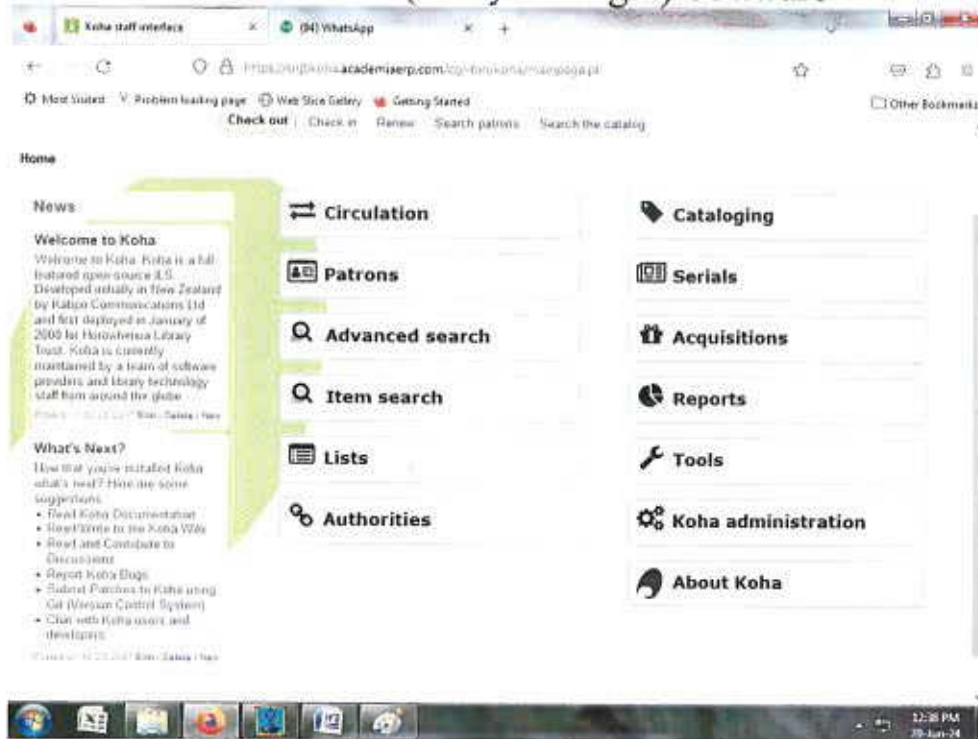 Koha staff interface
(94) WhatsApp
academiaerp.com
Most Visited Problem loading page Web Slice Gallery Getting Started
Other Bookmarks
Check out Check in Renew Search patrons Search the catalog
Home
News
Welcome to Koha
Welcome to Koha. Koha is a full
featured open-source ILS.
Developed initially in New Zealand
by Katipo Communications Ltd
and first deployed in January of
2000 for Horowhenua Library
Trust. Koha is currently
maintained by a team of software
providers and library technology
staff from around the globe.
Edit | Delete | New
What's Next?
Now that you've installed Koha
what's next? Here are some
suggestions
• Read Koha Documentation
• Read/Write to the Koha Wiki
• Read and Contribute to
Discussions
• Report Koha Bugs
• Submit Patches to Koha using
Git (Version Control System)
• Chat with Koha users and
developers
Edit | Delete | New
Circulation
Patrons
Advanced search
Item search
Lists
Authorities
Cataloging
Serials
Acquisitions
Reports
Tools
Koha administration
About Koha
12:38 PM